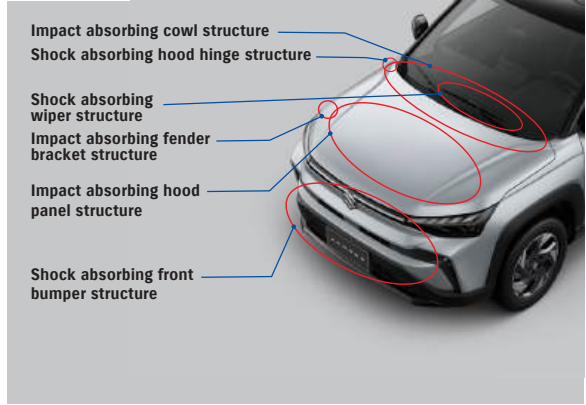 Impact absorbing cowl structure
Shock absorbing hood hinge structure
Shock absorbing
wiper structure
Impact absorbing fender
bracket structure
Impact absorbing hood
panel structure
Shock absorbing front
bumper structure